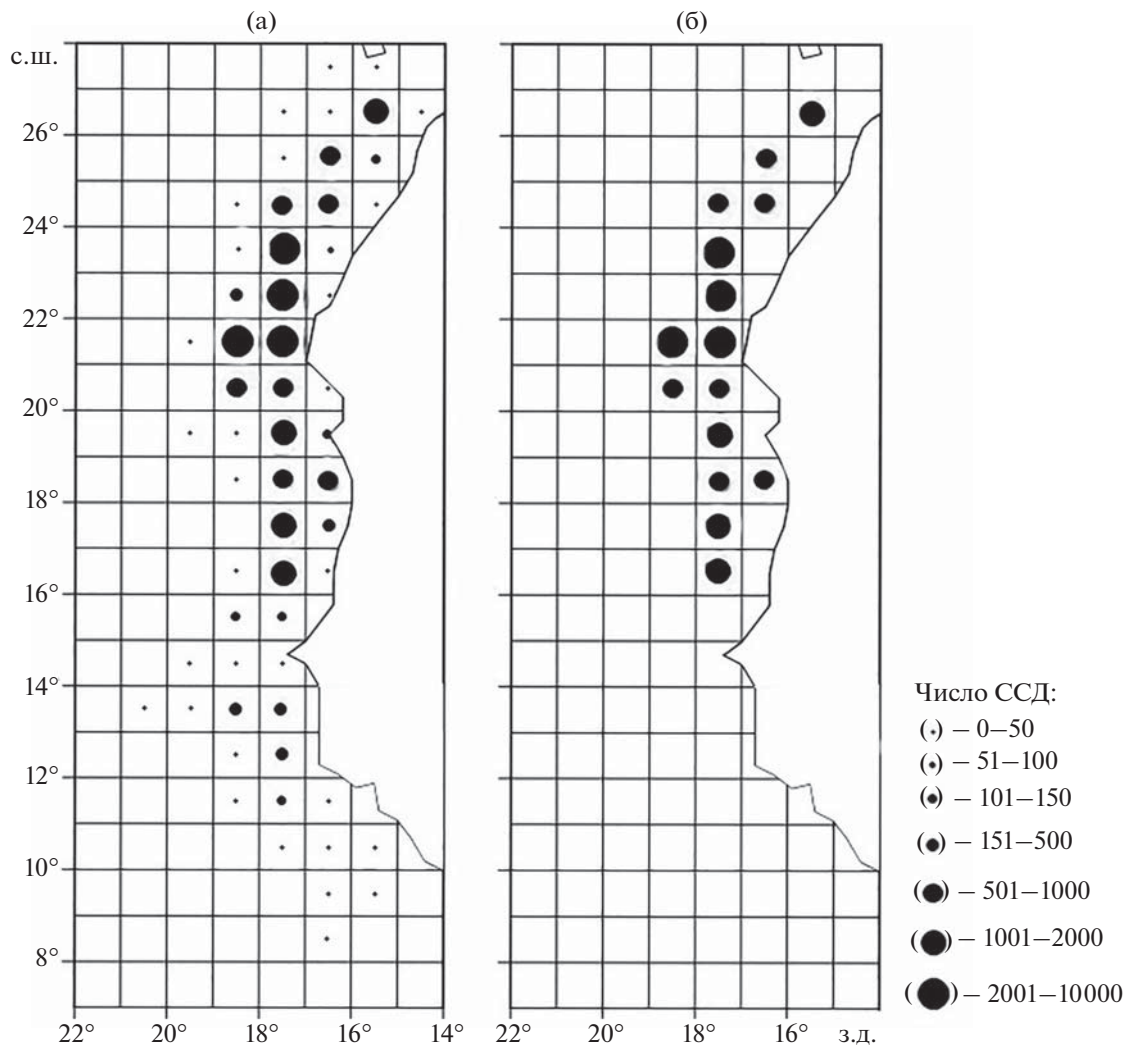 (а) (б)
с.ш.
26°
24°
22°
20°
18°
16°
14°
12°
10°
8°
22° 20° 18° 16° 14° 22° 20° 18° 16° з.д.
Число ССД:
(•) – 0–50
(•) – 51–100
(•) – 101–150
(•) – 151–500
(•) – 501–1000
(•) – 1001–2000
(•) – 2001–10000